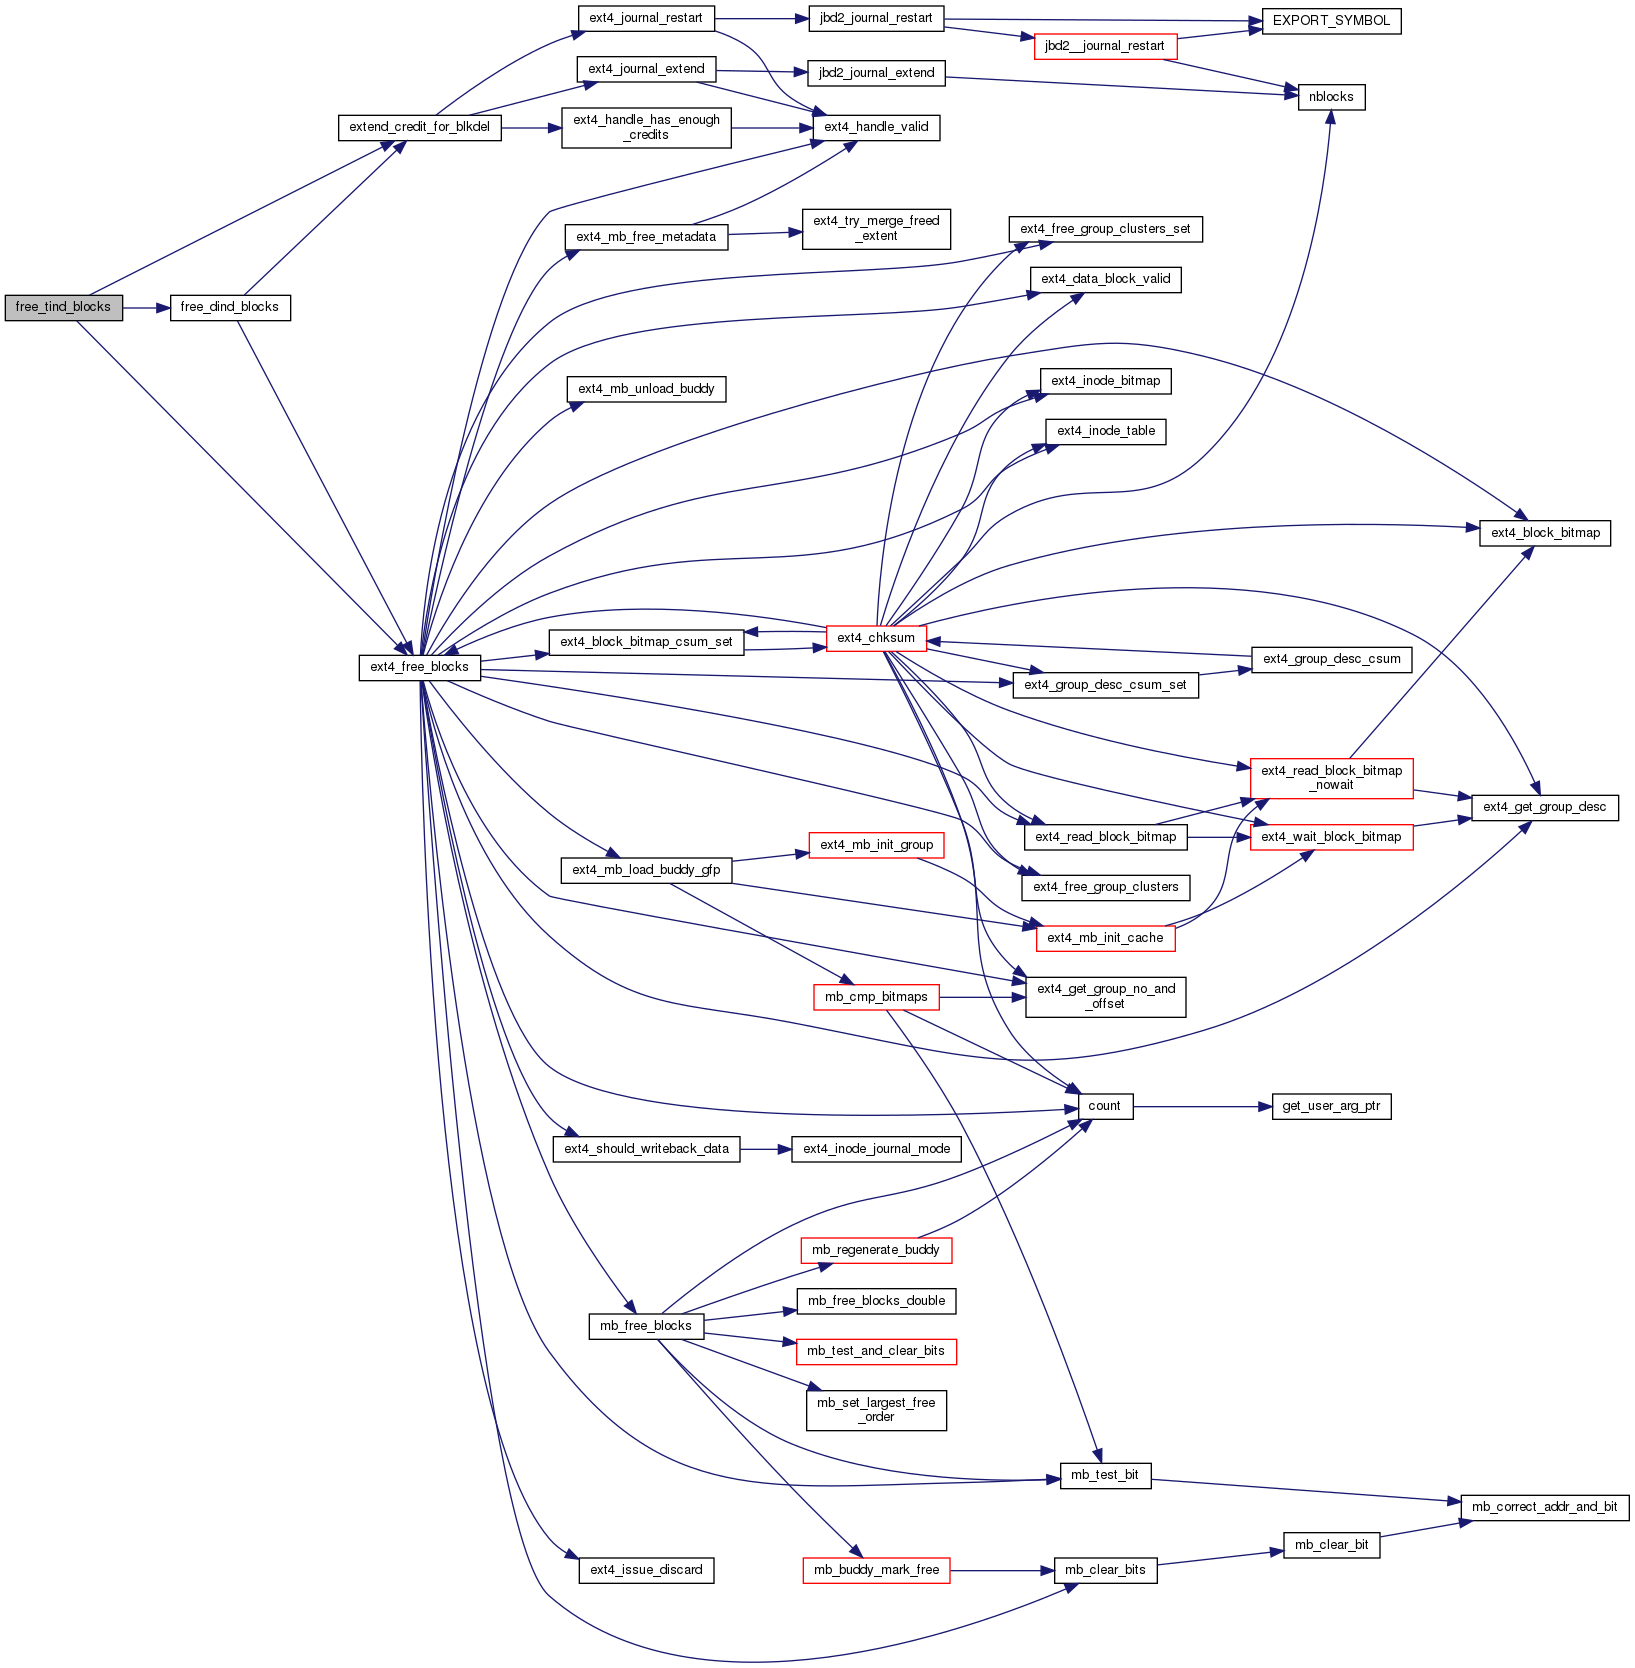 ext4_journal_restart
jbd2_journal_restart
EXPORT_SYMBOL
jbd2__journal_restart
ext4_journal_extend
jbd2_journal_extend
nblocks
extend_credit_for_blkdel
ext4_handle_has_enough
_credits
ext4_handle_valid
ext4_mb_free_metadata
ext4_try_merge_freed
_extent
ext4_free_group_clusters_set
ext4_data_block_valid
free_tind_blocks
free_dind_blocks
ext4_mb_unload_buddy
ext4_inode_bitmap
ext4_inode_table
ext4_block_bitmap
ext4_chksum
ext4_block_bitmap_csum_set
ext4_free_blocks
ext4_group_desc_csum
ext4_group_desc_csum_set
ext4_read_block_bitmap
_nowait
ext4_get_group_desc
ext4_read_block_bitmap
ext4_wait_block_bitmap
ext4_mb_init_group
ext4_mb_load_buddy_gfp
ext4_free_group_clusters
ext4_mb_init_cache
mb_cmp_bitmaps
ext4_get_group_no_and
_offset
count
get_user_arg_ptr
ext4_should_writeback_data
ext4_inode_journal_mode
mb_regenerate_buddy
mb_free_blocks_double
mb_free_blocks
mb_test_and_clear_bits
mb_set_largest_free
_order
mb_test_bit
mb_correct_addr_and_bit
mb_clear_bit
ext4_issue_discard
mb_buddy_mark_free
mb_clear_bits